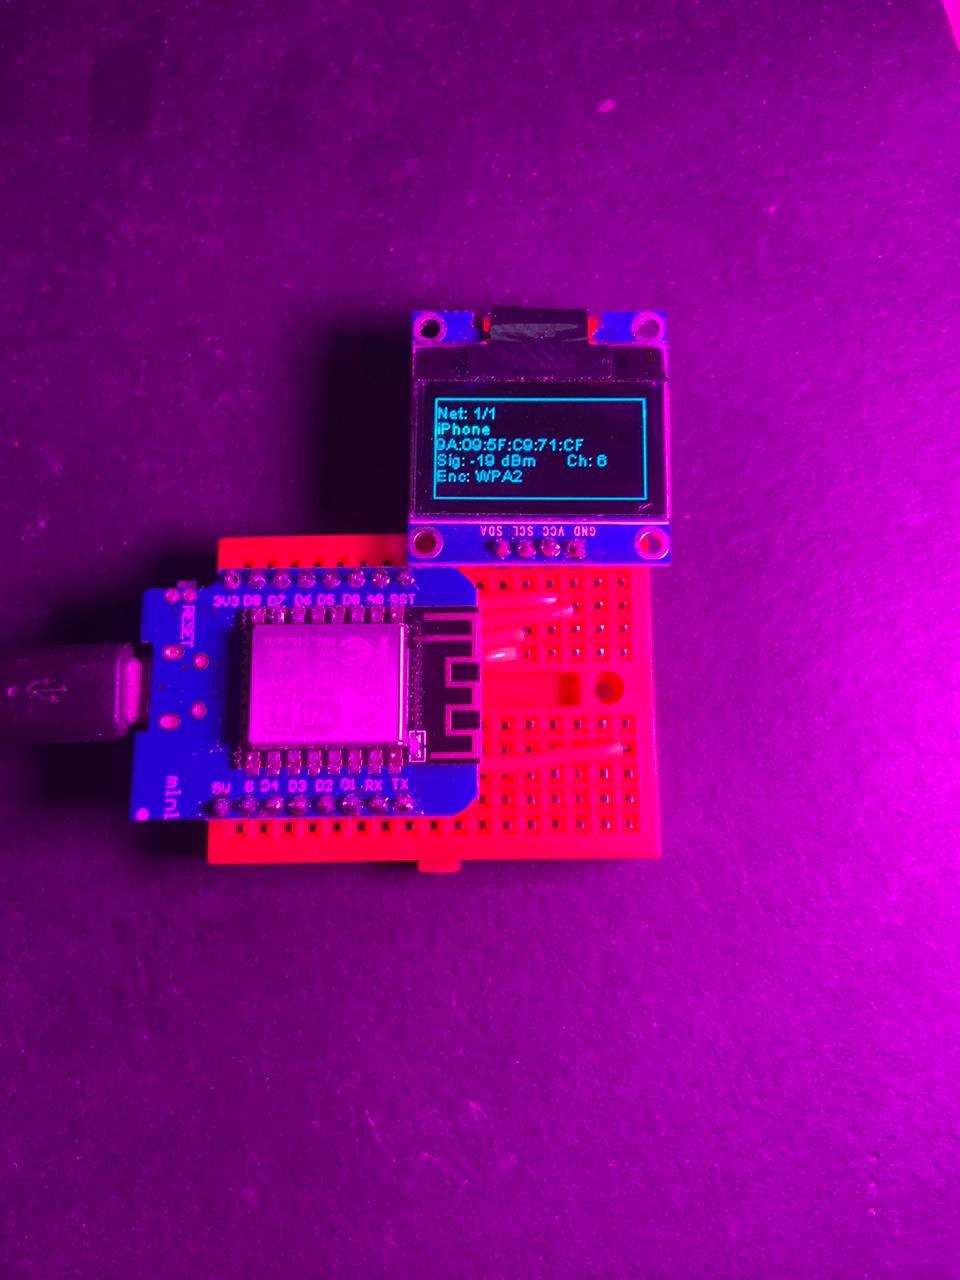 Net: 1/1
iPhone
9A:09:5F:C9:71:CF
Sig: -19 dBm Ch: 6
Enc: WPA2
GND VCC SCL SDA
3V3 D8 D7 D6 D5 D0 A0 RST
RESET
WiFi
5V G D4 D3 D2 D1 RX TX
mini